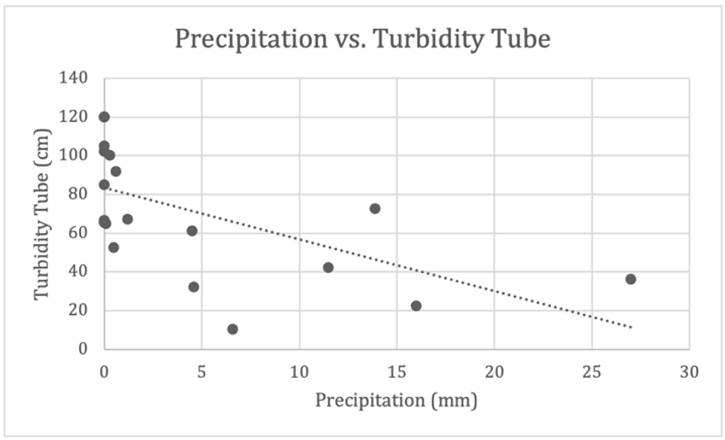 Precipitation vs. Turbidity Tube
140
120
100
80
60
40
20
0
Turbidity Tube (cm)
0 5 10 15 20 25 30
Precipitation (mm)